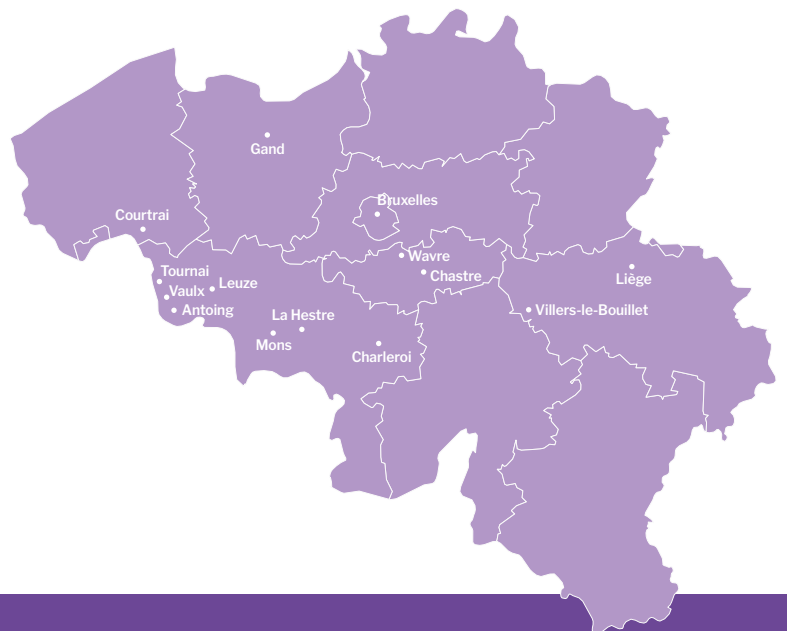 Gand
Bruxelles
Courtrai
Wavre
Tournai
Chastre
Leuze
Vaulx
Liège
Antoing
Villers-le-Bouillet
La Hestre
Mons
Charleroi